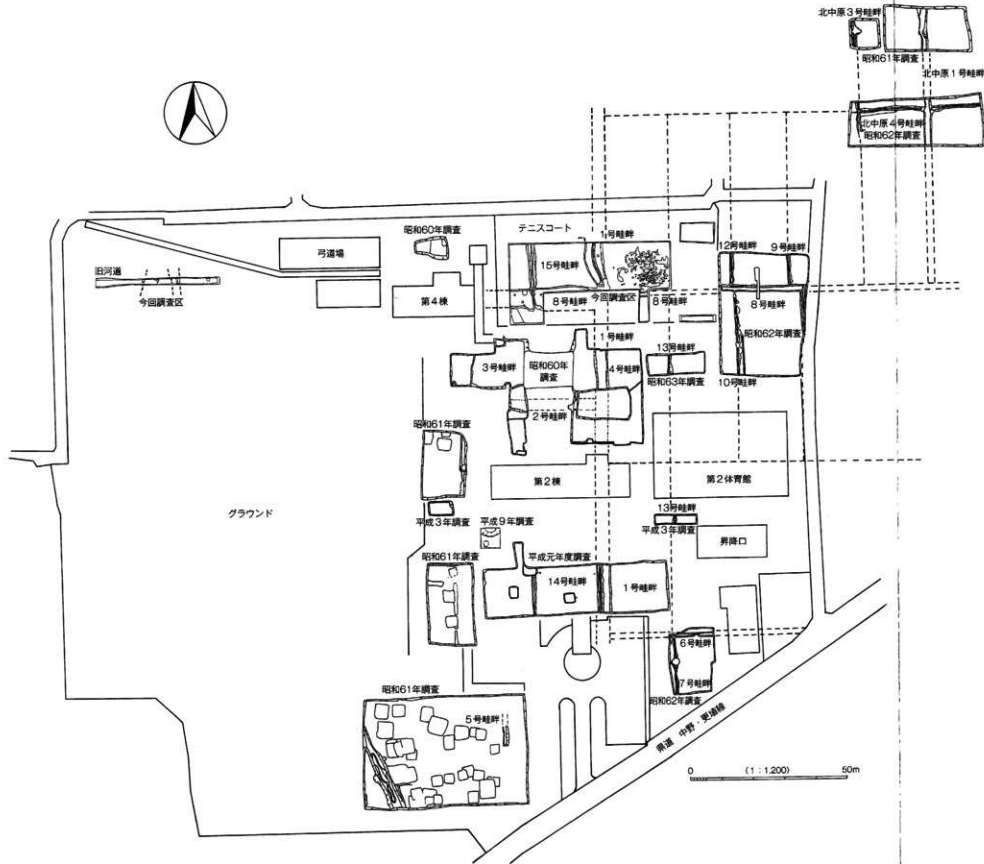 北中原3号畦畔
昭和61年調査
北中原1号畦畔
北中原4号畦畔
昭和62年調査
テニスコート
1号畦畔
昭和60年調査
弓道場
12号畦畔
9号畦畔
15号畦畔
旧河道
今回調査区
第4棟
8号畦畔
今回調査区
8号畦畔
8号畦畔
昭和62年調査
1号畦畔
13号畦畔
3号畦畔
昭和60年
調査
4号畦畔
昭和63年調査
10号畦畔
2号畦畔
昭和61年調査
第2棟
第2体育館
グラウンド
平成3年調査
平成9年調査
13号畦畔
平成3年調査
昇降口
昭和61年調査
平成元年度調査
14号畦畔
1号畦畔
6号畦畔
7号畦畔
昭和62年調査
昭和61年調査
5号畦畔
県道 中野・更埴線
0 (1:1,200) 50m